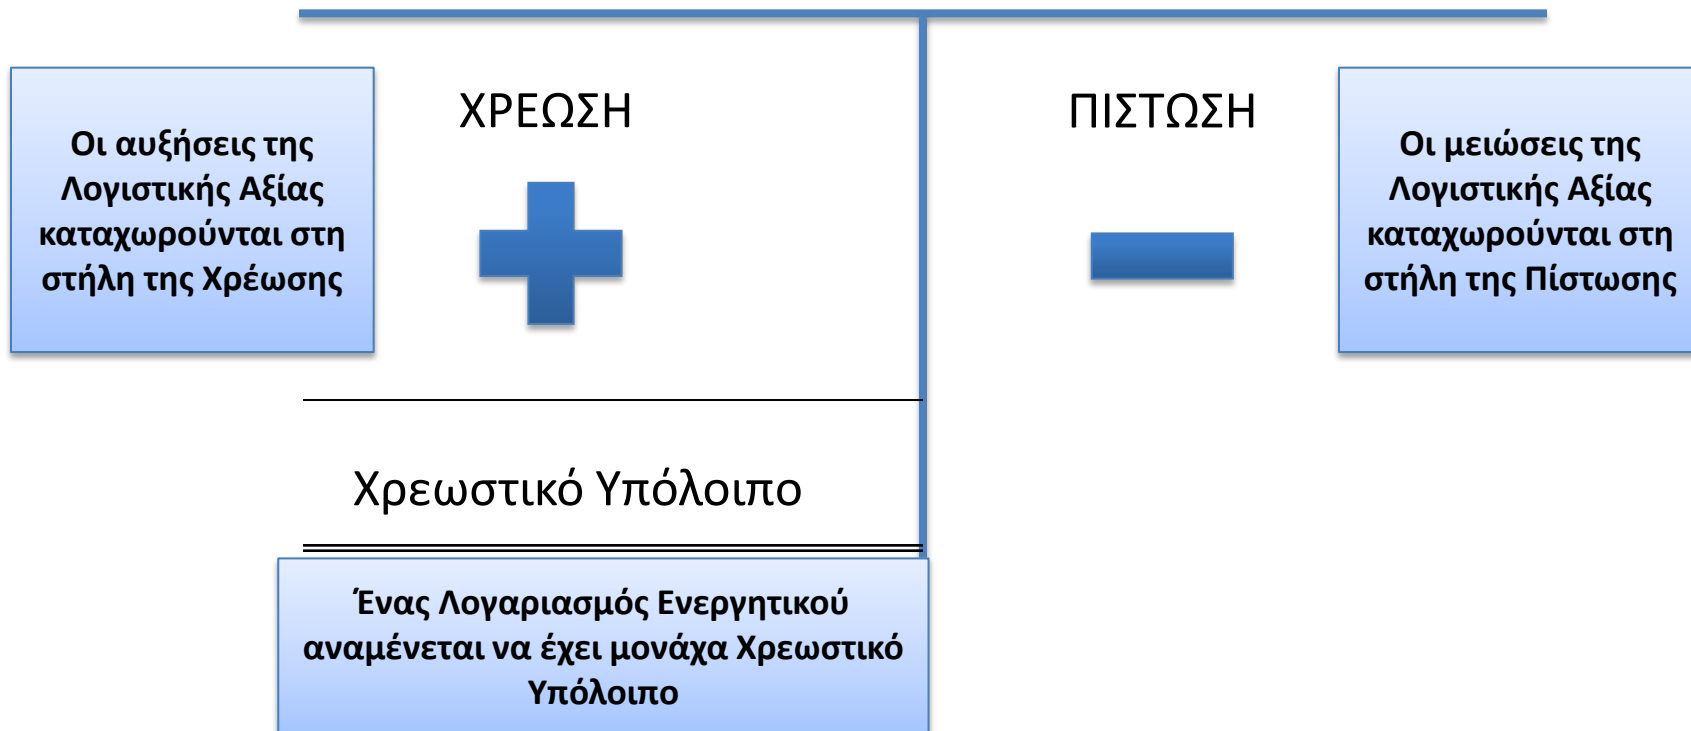 ΧΡΕΩΣΗ
ΠΙΣΤΩΣΗ
Οι αυξήσεις της
Λογιστικής Αξίας
καταχωρούνται στη
στήλη της Χρέωσης
Οι μειώσεις της
Λογιστικής Αξίας
καταχωρούνται στη
στήλη της Πίστωσης
Χρεωστικό Υπόλοιπο
Ένας Λογαριασμός Ενεργητικού
αναμένεται να έχει μονάχα Χρεωστικό
Υπόλοιπο